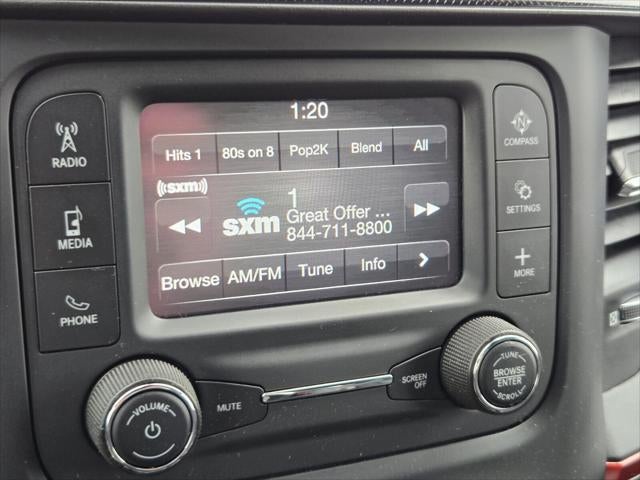 1:20
Hits 1 80s on 8 Pop2K Blend All
((sxm))
1
sxm Great Offer ...
844-711-8800
Browse AM/FM Tune Info >
RADIO
MEDIA
PHONE
N
COMPASS
SETTINGS
+
MORE
VOLUME
MUTE
SCREEN
OFF
TUNE
BROWSE
ENTER
SCROLL